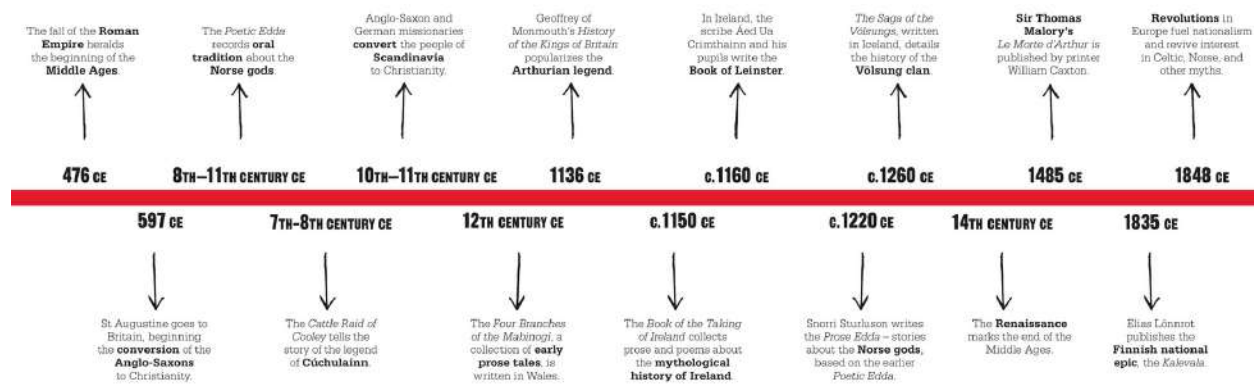 The fall of the Roman
Empire heralds
the beginning of the
Middle Ages.
The Poetic Edda
records oral
tradition about the
Norse gods.
Anglo-Saxon and
German missionaries
convert the people of
Scandinavia
to Christianity.
Geoffrey of
Monmouth's History
of the Kings of Britain
popularizes the
Arthurian legend.
In Ireland, the
scribe Áed Ua
Crimthainn and his
pupils write the
Book of Leinster.
The Saga of the
Völsungs, written
in Iceland, details
the history of the
Völsung clan.
Sir Thomas
Malory's
Le Morte d'Arthur is
published by printer
William Caxton.
Revolutions in
Europe fuel nationalism
and revive interest
in Celtic, Norse, and
other myths.
476 CE
8TH–11TH CENTURY CE
10TH–11TH CENTURY CE
1136 CE
c.1160 CE
c.1260 CE
1485 CE
1848 CE
597 CE
7TH–8TH CENTURY CE
12TH CENTURY CE
c.1150 CE
c.1220 CE
14TH CENTURY CE
1835 CE
St Augustine goes to
Britain, beginning
the conversion of the
Anglo-Saxons
to Christianity.
The Cattle Raid of
Cooley tells the
story of the legend
of Cúchulainn.
The Four Branches
of the Mabinogi, a
collection of early
prose tales, is
written in Wales.
The Book of the Taking
of Ireland collects
prose and poems about
the mythological
history of Ireland.
Snorri Sturluson writes
the Prose Edda – stories
about the Norse gods,
based on the earlier
Poetic Edda.
The Renaissance
marks the end of the
Middle Ages.
Elias Lönnrot
publishes the
Finnish national
epic, the Kalevala.